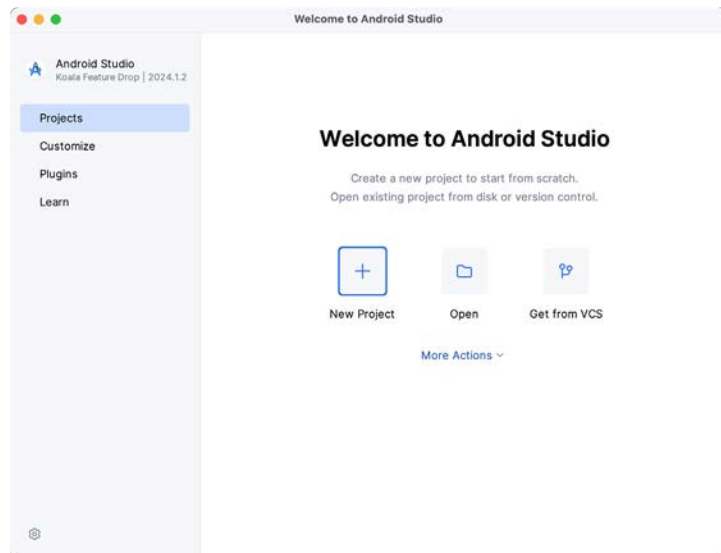 Welcome to Android Studio
Android Studio
Koala Feature Drop | 2024.1.2
Projects
Customize
Plugins
Learn
Welcome to Android Studio
Create a new project to start from scratch.
Open existing project from disk or version control.
New Project
Open
Get from VCS
More Actions